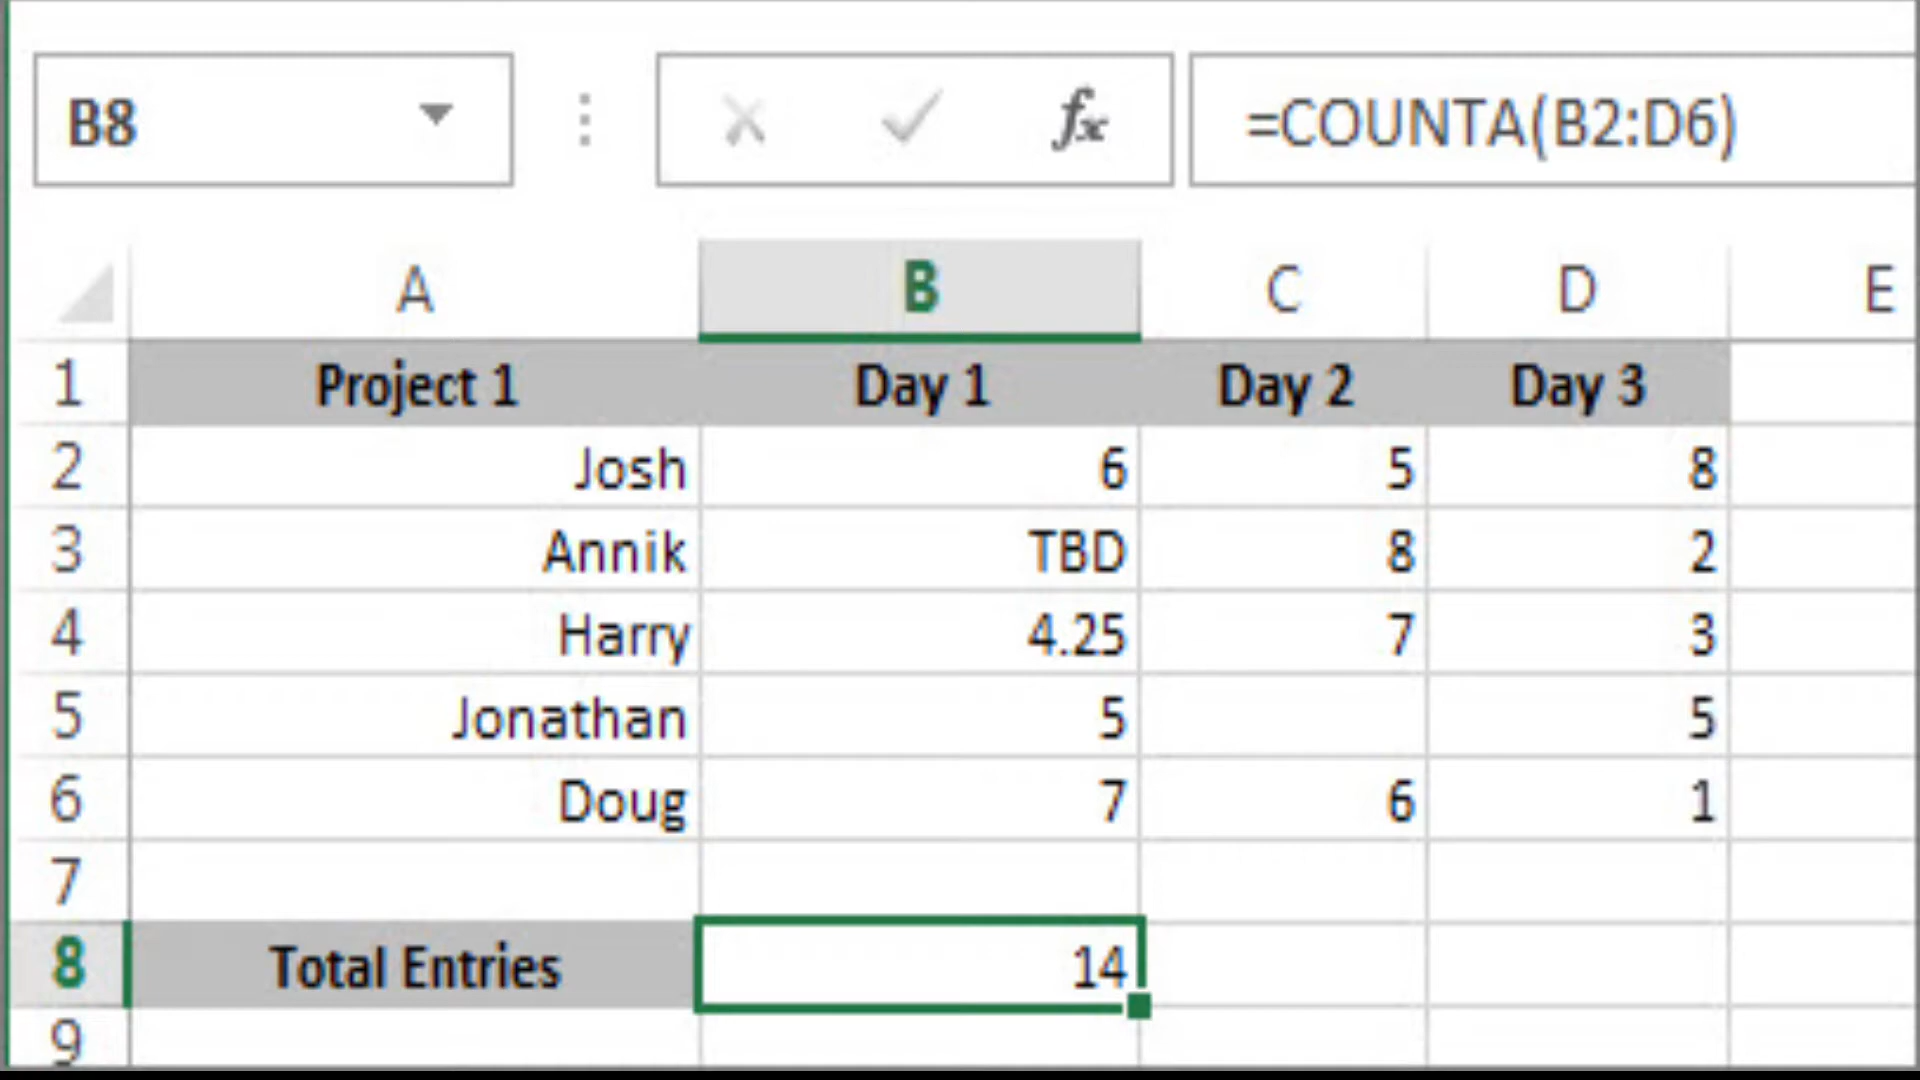 B8 fx =COUNTA(B2:D6)
A B C D E
1 Project 1 Day 1 Day 2 Day 3
2 Josh 6 5 8
3 Annik TBD 8 2
4 Harry 4.25 7 3
5 Jonathan 5 5
6 Doug 7 6 1
7
8 Total Entries 14
9